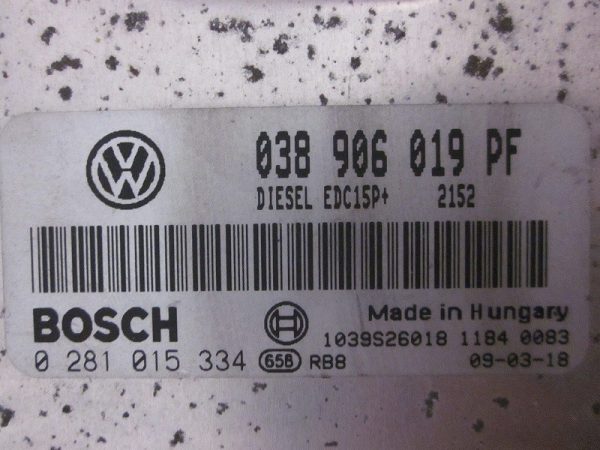 038 906 019 PF
DIESEL EDC15P+ 2152
BOSCH
Made in Hungary
1039S26018 1184 0083
0 281 015 334 656 RB8 09-03-18